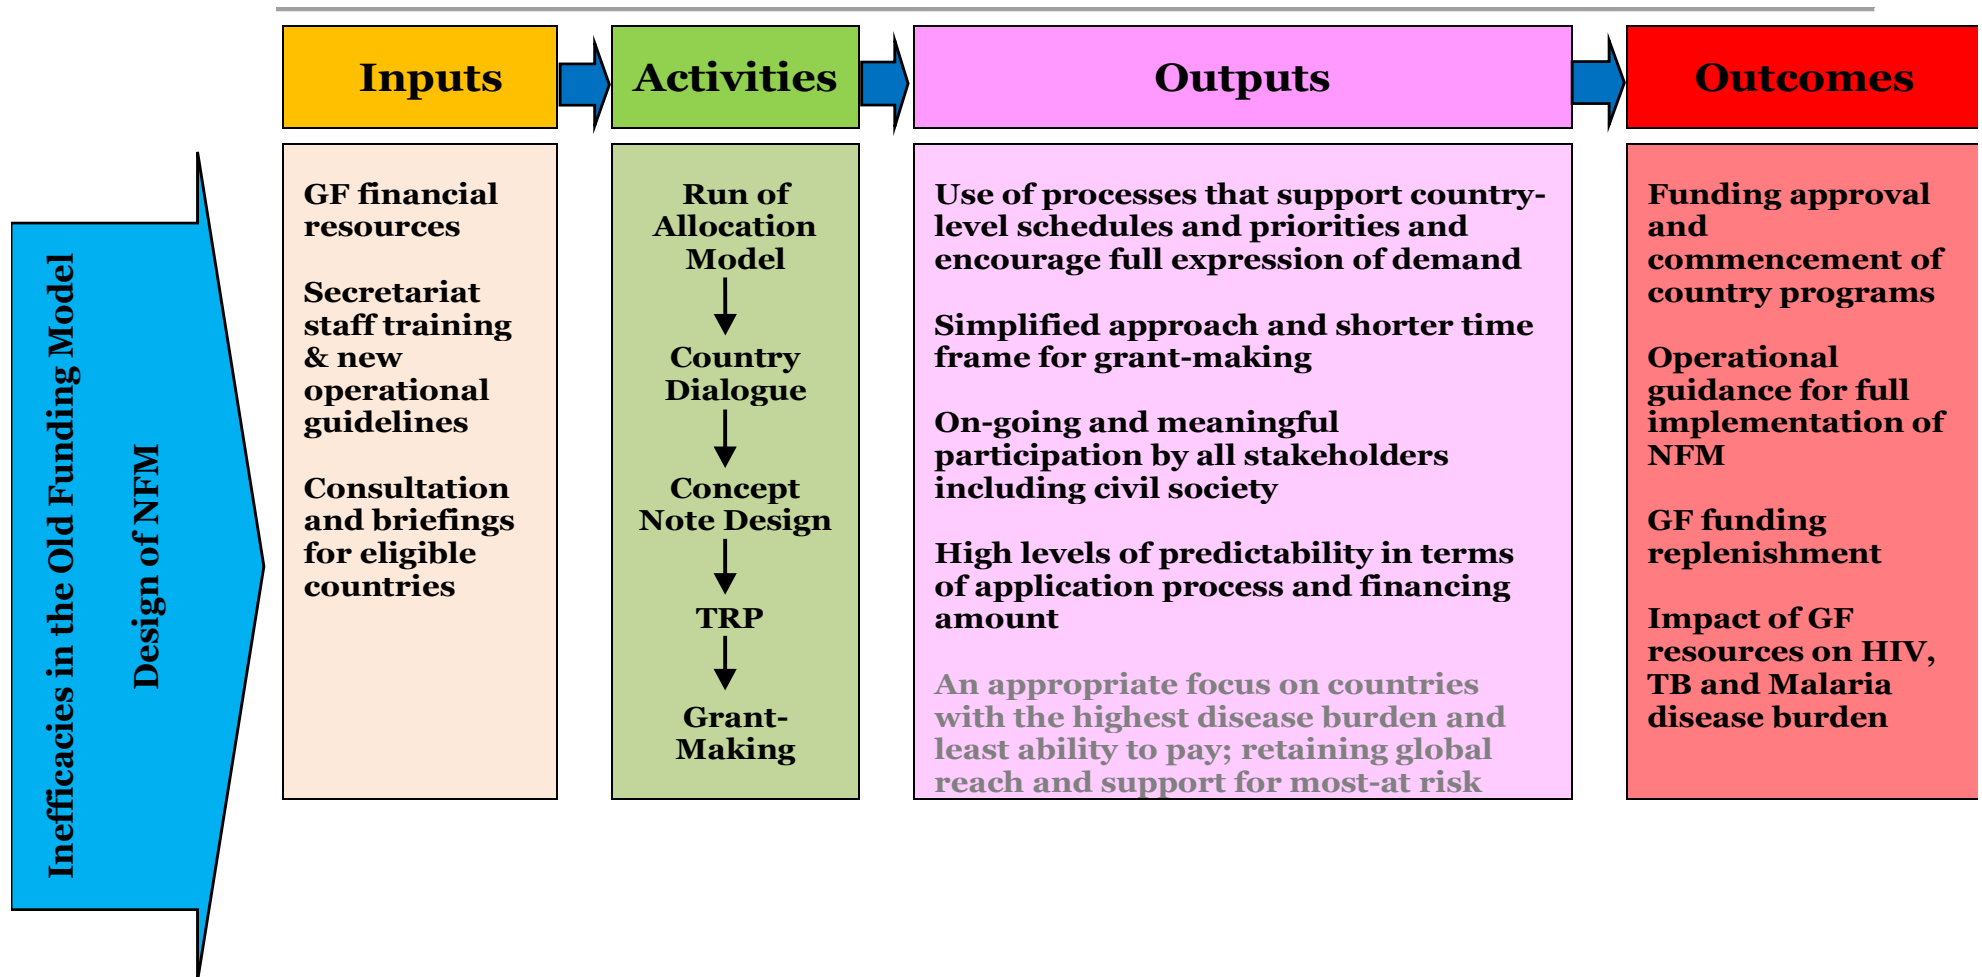 Inputs
Activities
Outputs
Outcomes
Inefficacies in the Old Funding Model
Design of NFM
GF financial
resources
Secretariat
staff training
& new
operational
guidelines
Consultation
and briefings
for eligible
countries
Run of
Allocation
Model
Country
Dialogue
Concept
Note Design
TRP
Grant-
Making
Use of processes that support country-
level schedules and priorities and
encourage full expression of demand
Simplified approach and shorter time
frame for grant-making
On-going and meaningful
participation by all stakeholders
including civil society
High levels of predictability in terms
of application process and financing
amount
An appropriate focus on countries
with the highest disease burden and
least ability to pay; retaining global
reach and support for most-at risk
Funding approval
and
commencement of
country programs
Operational
guidance for full
implementation of
NFM
GF funding
replenishment
Impact of GF
resources on HIV,
TB and Malaria
disease burden